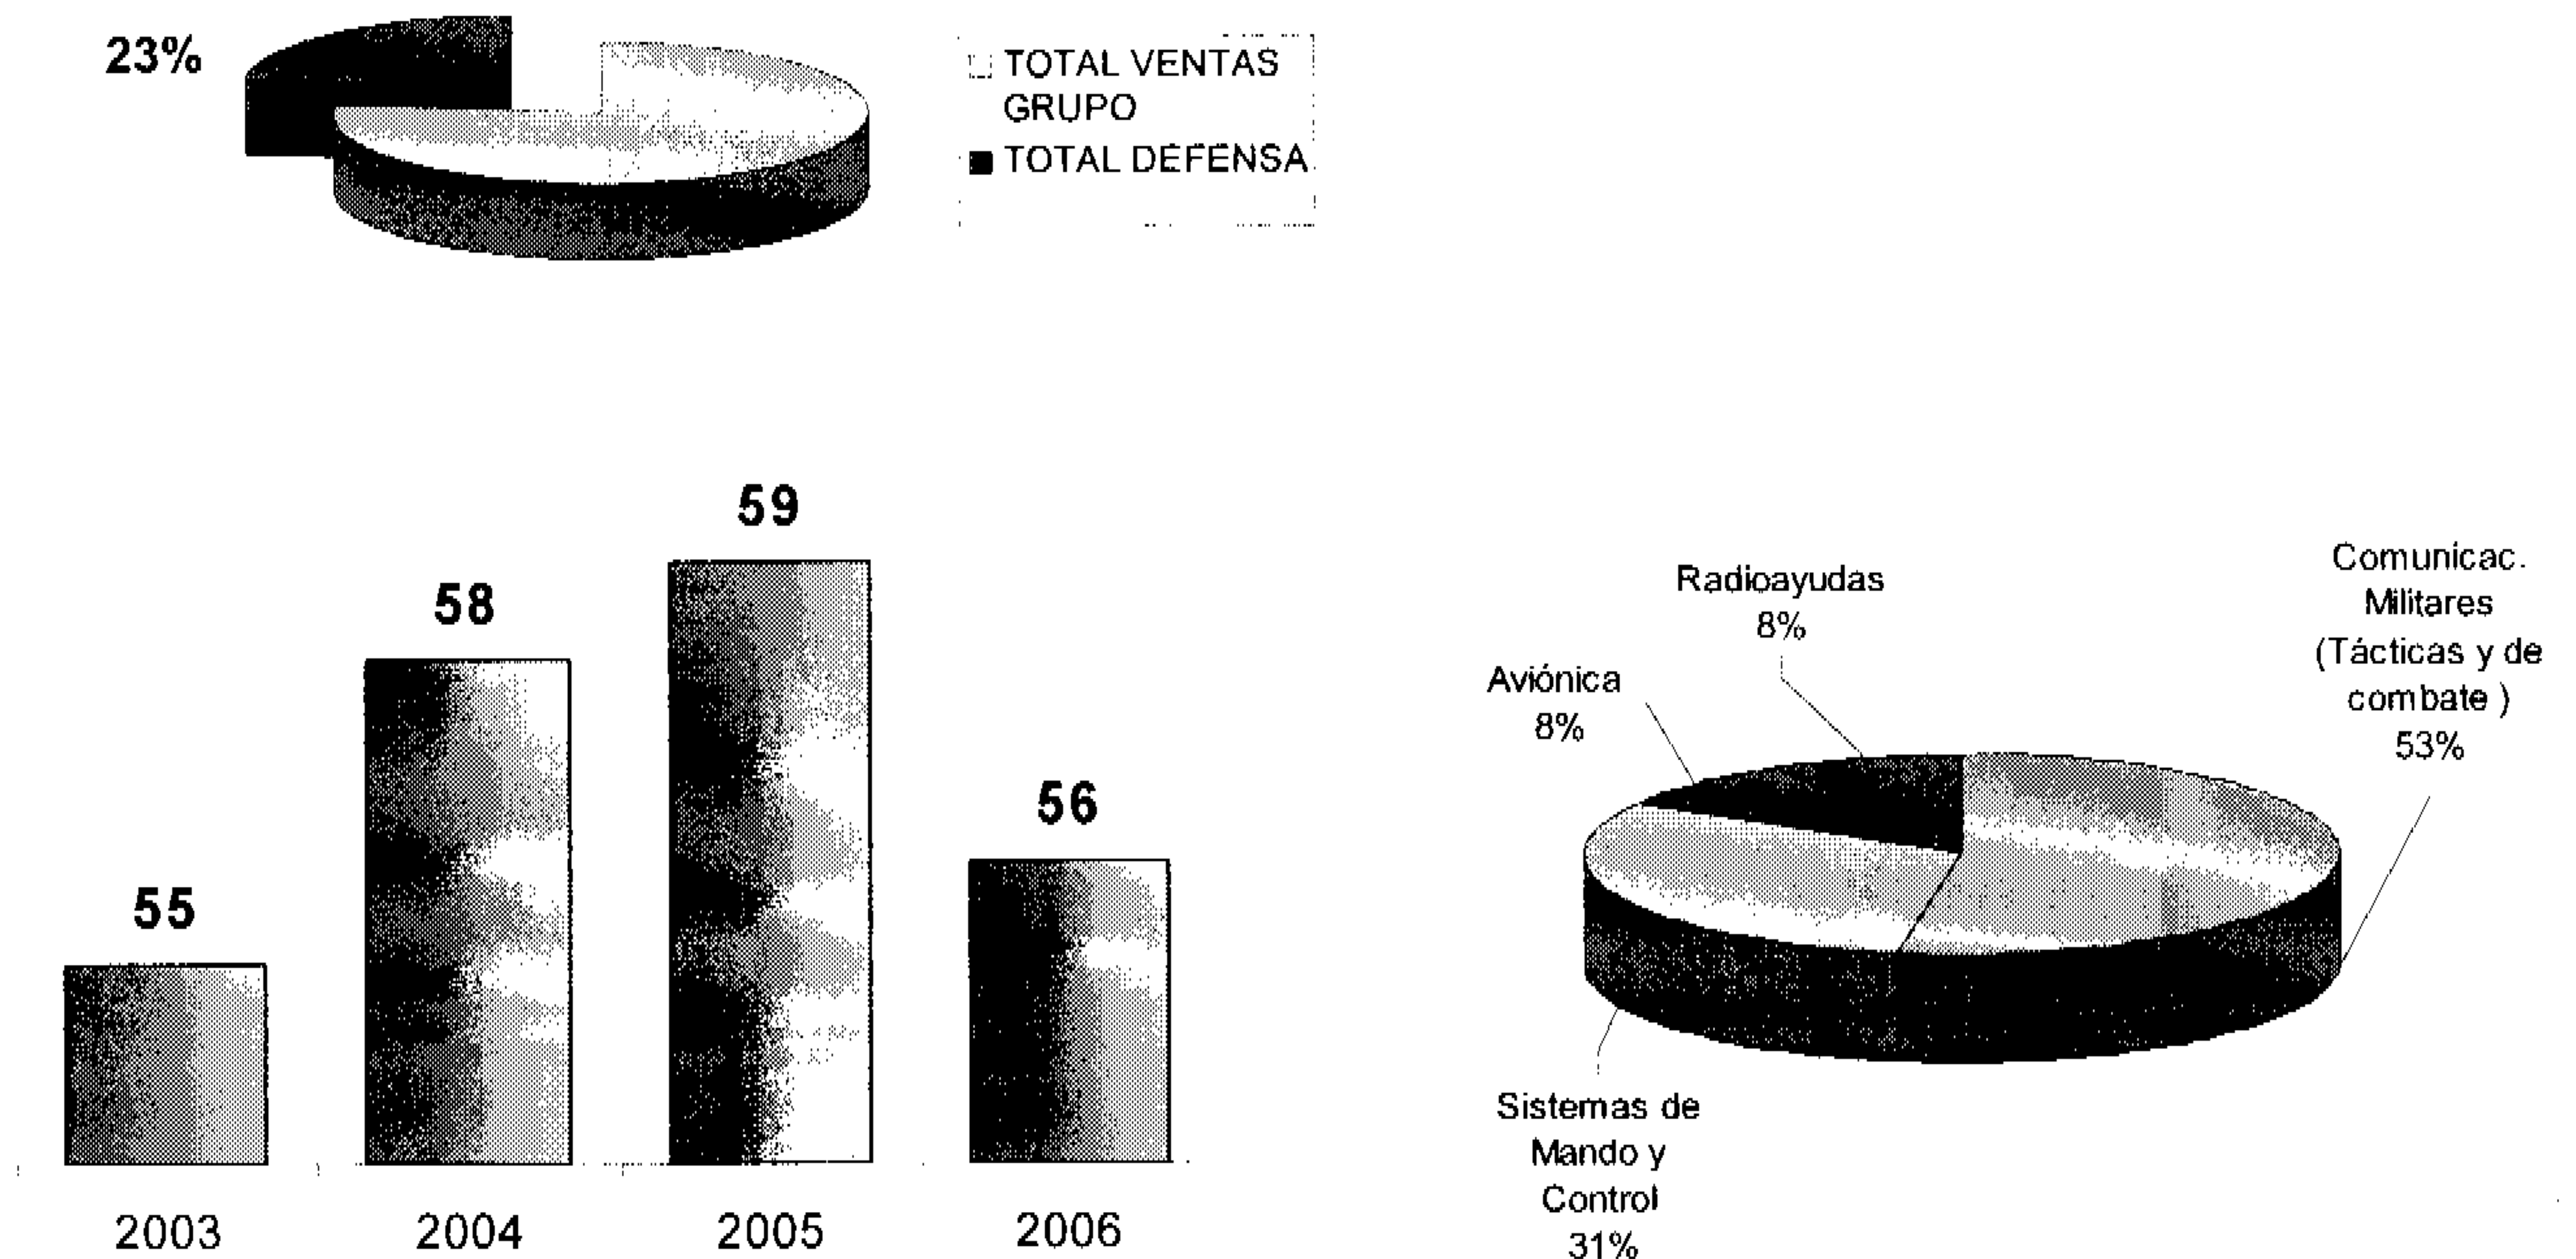 23%
TOTAL VENTAS
GRUPO
TOTAL DEFENSA
59
58
56
55
2003
2004
2005
2006
Radioayudas
8%
Aviónica
8%
Comunicac.
Militares
(Tácticas y de
combate )
53%
Sistemas de
Mando y
Control
31%